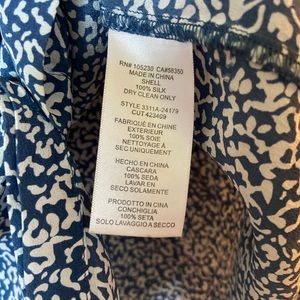 RN# 105230 CA#58350
MADE IN CHINA
SHELL
100% SILK
DRY CLEAN ONLY
STYLE 3311A-24179
CUT 423409
FABRIQUÉ EN CHINE
EXTERIEUR
100% SOIE
NETTOYAGE À
SEC UNIQUEMENT
HECHO EN CHINA
CASCARA
100% SEDA
LAVAR EN
SECO SOLAMENTE
PRODOTTO IN CINA
CONCHIGLIA
100% SETA
SOLO LAVAGGIO A SECCO